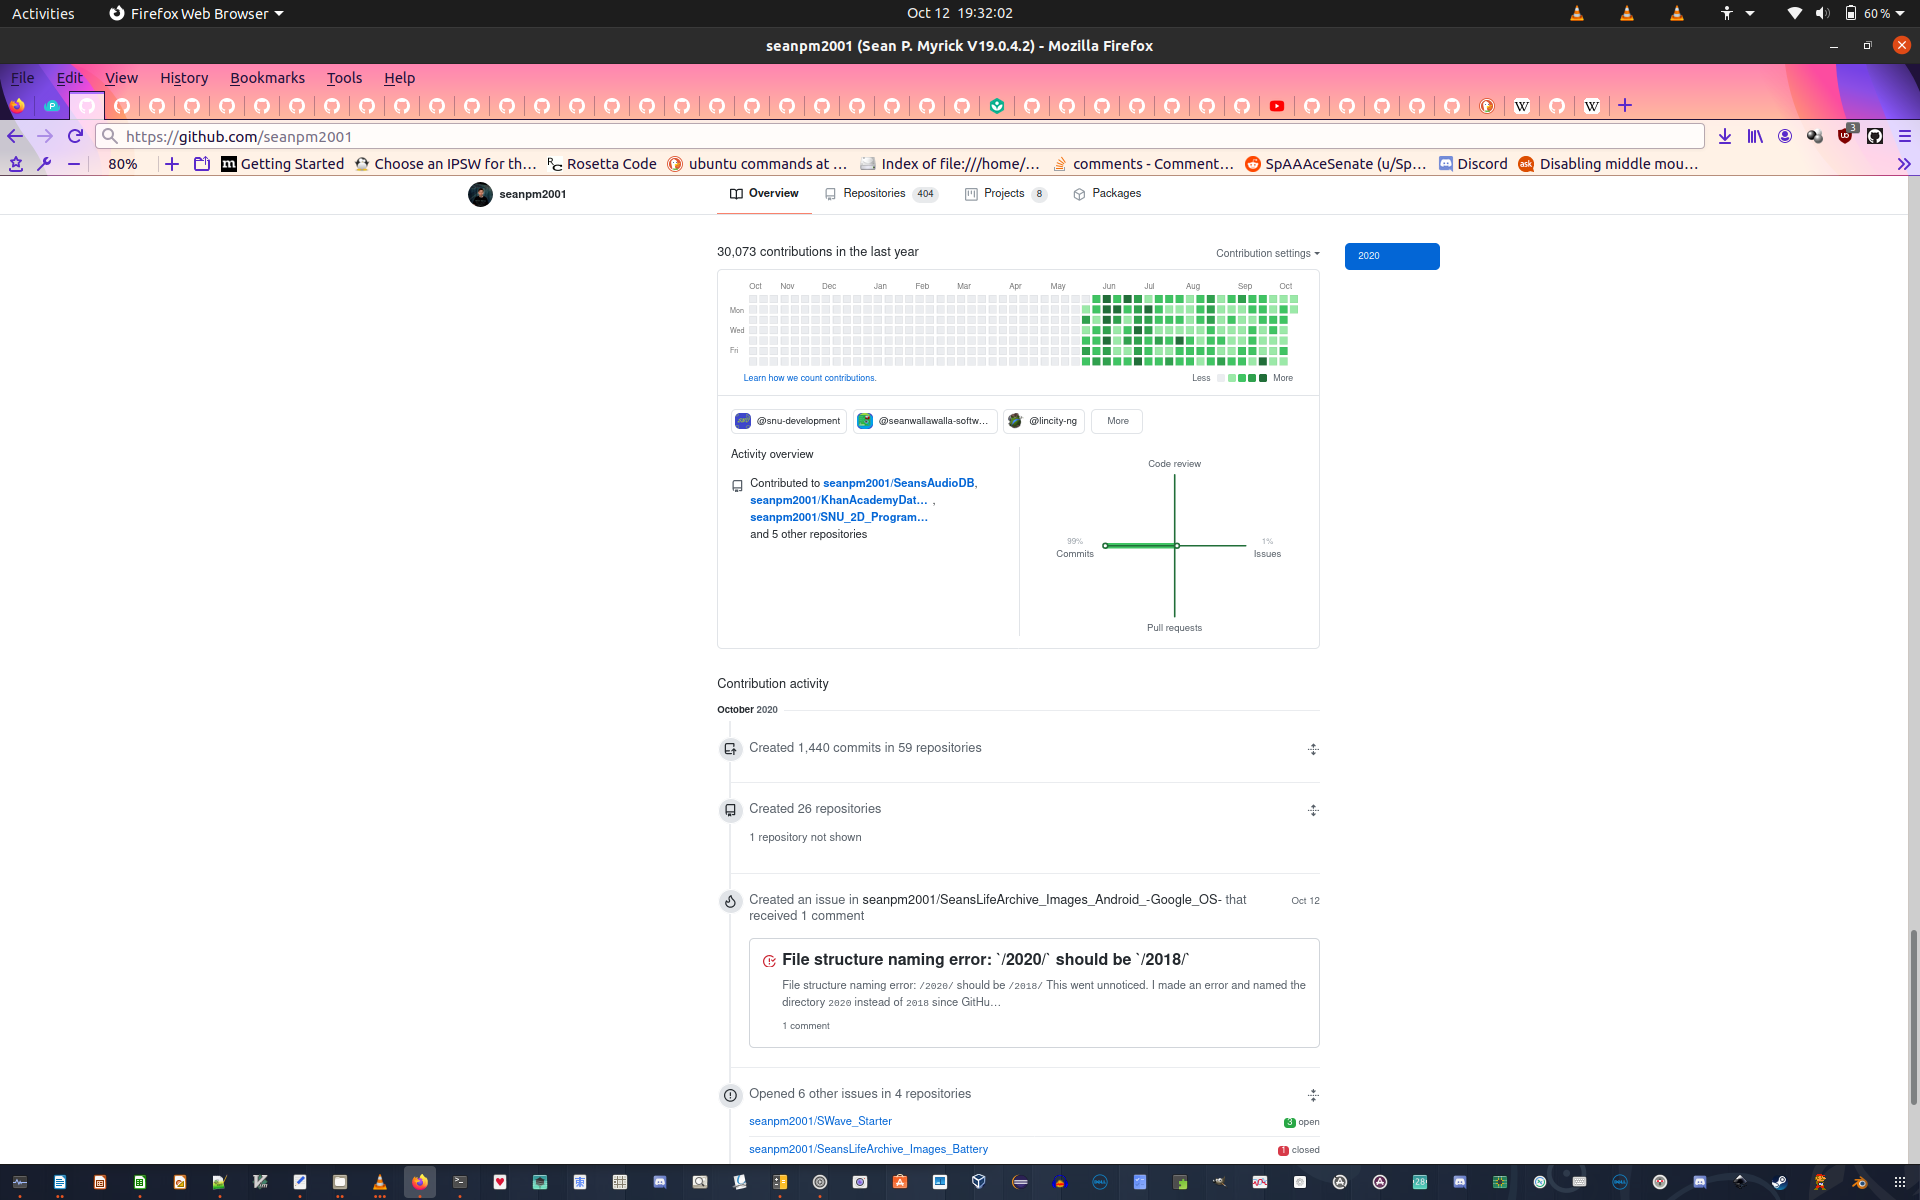 Activities
Firefox Web Browser
Oct 12 19:32:02
60 %
seanpm2001 (Sean P. Myrick V19.0.4.2) - Mozilla Firefox
File Edit View History Bookmarks Tools Help
https://github.com/seanpm2001
3
80%
Getting Started
Choose an IPSW for th…
Rosetta Code
ubuntu commands at …
Index of file:///home/…
comments - Comment…
SpAAAceSenate (u/Sp…
Discord
Disabling middle mou…
seanpm2001
Overview
Repositories 404
Projects 8
Packages
30,073 contributions in the last year
Contribution settings
2020
Oct Nov Dec Jan Feb Mar Apr May Jun Jul Aug Sep Oct
Mon
Wed
Fri
Learn how we count contributions.
Less More
@snu-development
@seanwallawalla-softw…
@lincity-ng
More
Activity overview
Contributed to seanpm2001/SeansAudioDB,
seanpm2001/KhanAcademyDat… ,
seanpm2001/SNU_2D_Program…
and 5 other repositories
Code review
99%
Commits
1%
Issues
Pull requests
Contribution activity
October 2020
Created 1,440 commits in 59 repositories
Created 26 repositories
1 repository not shown
Created an issue in seanpm2001/SeansLifeArchive_Images_Android_-Google_OS- that
received 1 comment
Oct 12
File structure naming error: `/2020/` should be `/2018/`
File structure naming error: /2020/ should be /2018/ This went unnoticed. I made an error and named the
directory 2020 instead of 2018 since GitHu…
1 comment
Opened 6 other issues in 4 repositories
seanpm2001/SWave_Starter
3 open
seanpm2001/SeansLifeArchive_Images_Battery
1 closed